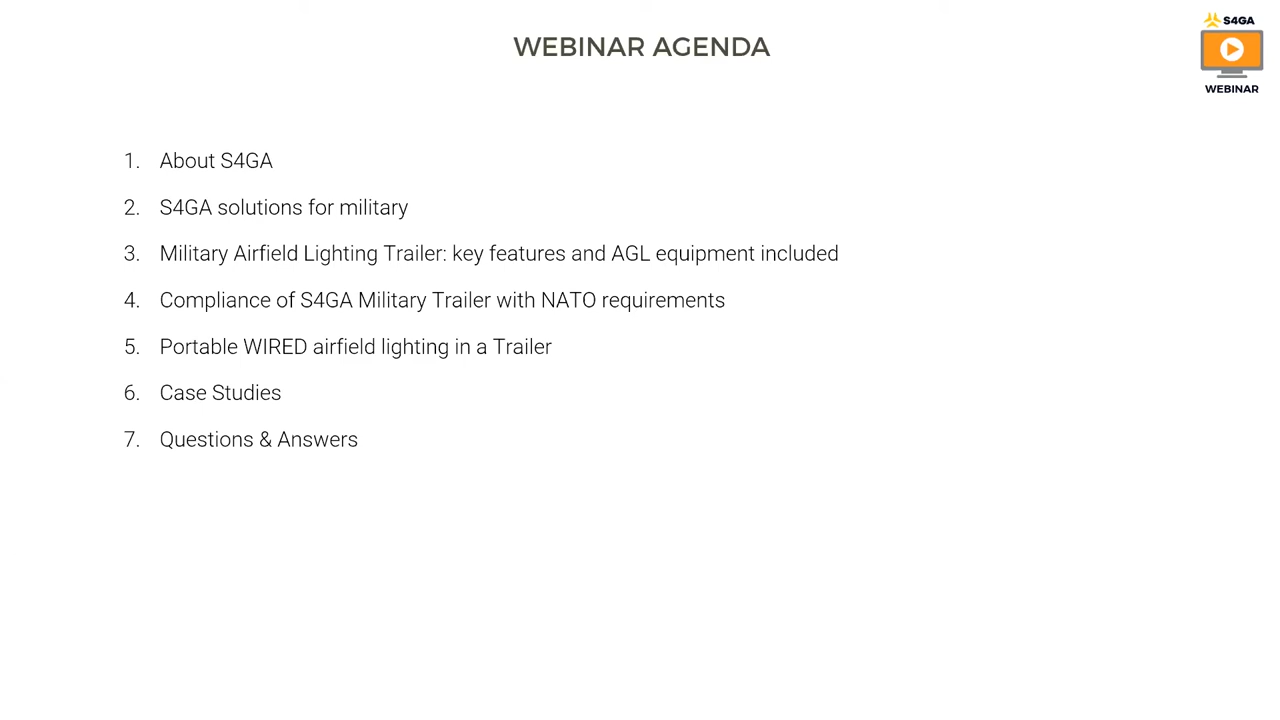 WEBINAR AGENDA
S4GA
WEBINAR
1. About S4GA
2. S4GA solutions for military
3. Military Airfield Lighting Trailer: key features and AGL equipment included
4. Compliance of S4GA Military Trailer with NATO requirements
5. Portable WIRED airfield lighting in a Trailer
6. Case Studies
7. Questions & Answers